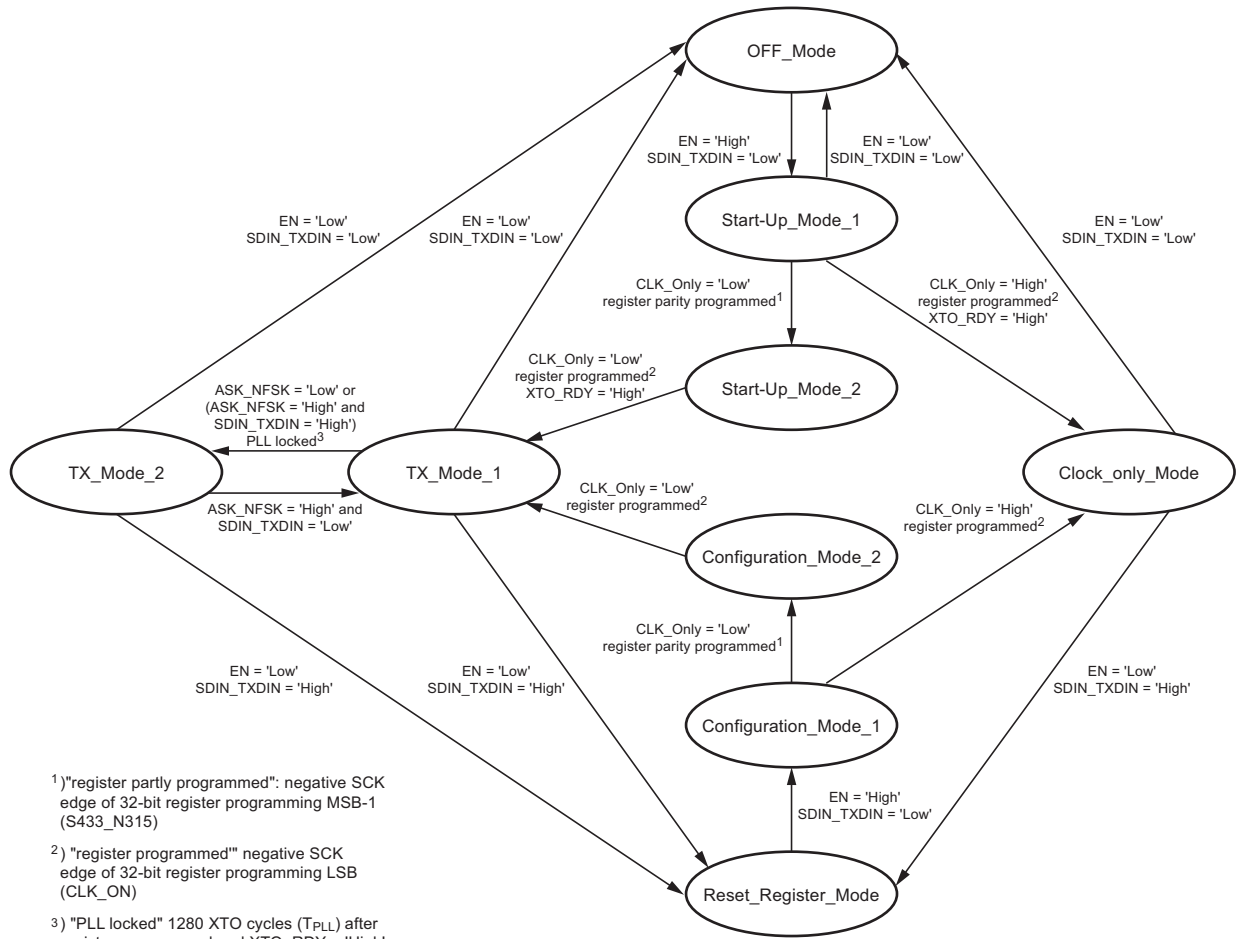 OFF_Mode
EN = 'High'
SDIN_TXDIN = 'Low'
EN = 'Low'
SDIN_TXDIN = 'Low'
Start-Up_Mode_1
EN = 'Low'
SDIN_TXDIN = 'Low'
EN = 'Low'
SDIN_TXDIN = 'Low'
EN = 'Low'
SDIN_TXDIN = 'Low'
CLK_Only = 'Low'
register parity programmed1
CLK_Only = 'High'
register programmed2
XTO_RDY = 'High'
CLK_Only = 'Low'
register programmed2
XTO_RDY = 'High'
Start-Up_Mode_2
ASK_NFSK = 'Low' or
(ASK_NFSK = 'High' and
SDIN_TXDIN = 'High')
PLL locked3
TX_Mode_2
TX_Mode_1
Clock_only_Mode
ASK_NFSK = 'High' and
SDIN_TXDIN = 'Low'
CLK_Only = 'Low'
register programmed2
CLK_Only = 'High'
register programmed2
Configuration_Mode_2
CLK_Only = 'Low'
register parity programmed1
EN = 'Low'
SDIN_TXDIN = 'High'
EN = 'Low'
SDIN_TXDIN = 'High'
EN = 'Low'
SDIN_TXDIN = 'High'
Configuration_Mode_1
EN = 'High'
SDIN_TXDIN = 'Low'
Reset_Register_Mode
1)"register partly programmed": negative SCK
edge of 32-bit register programming MSB-1
(S433_N315)
2) "register programmed'" negative SCK
edge of 32-bit register programming LSB
(CLK_ON)
3) "PLL locked" 1280 XTO cycles (TPLL) after